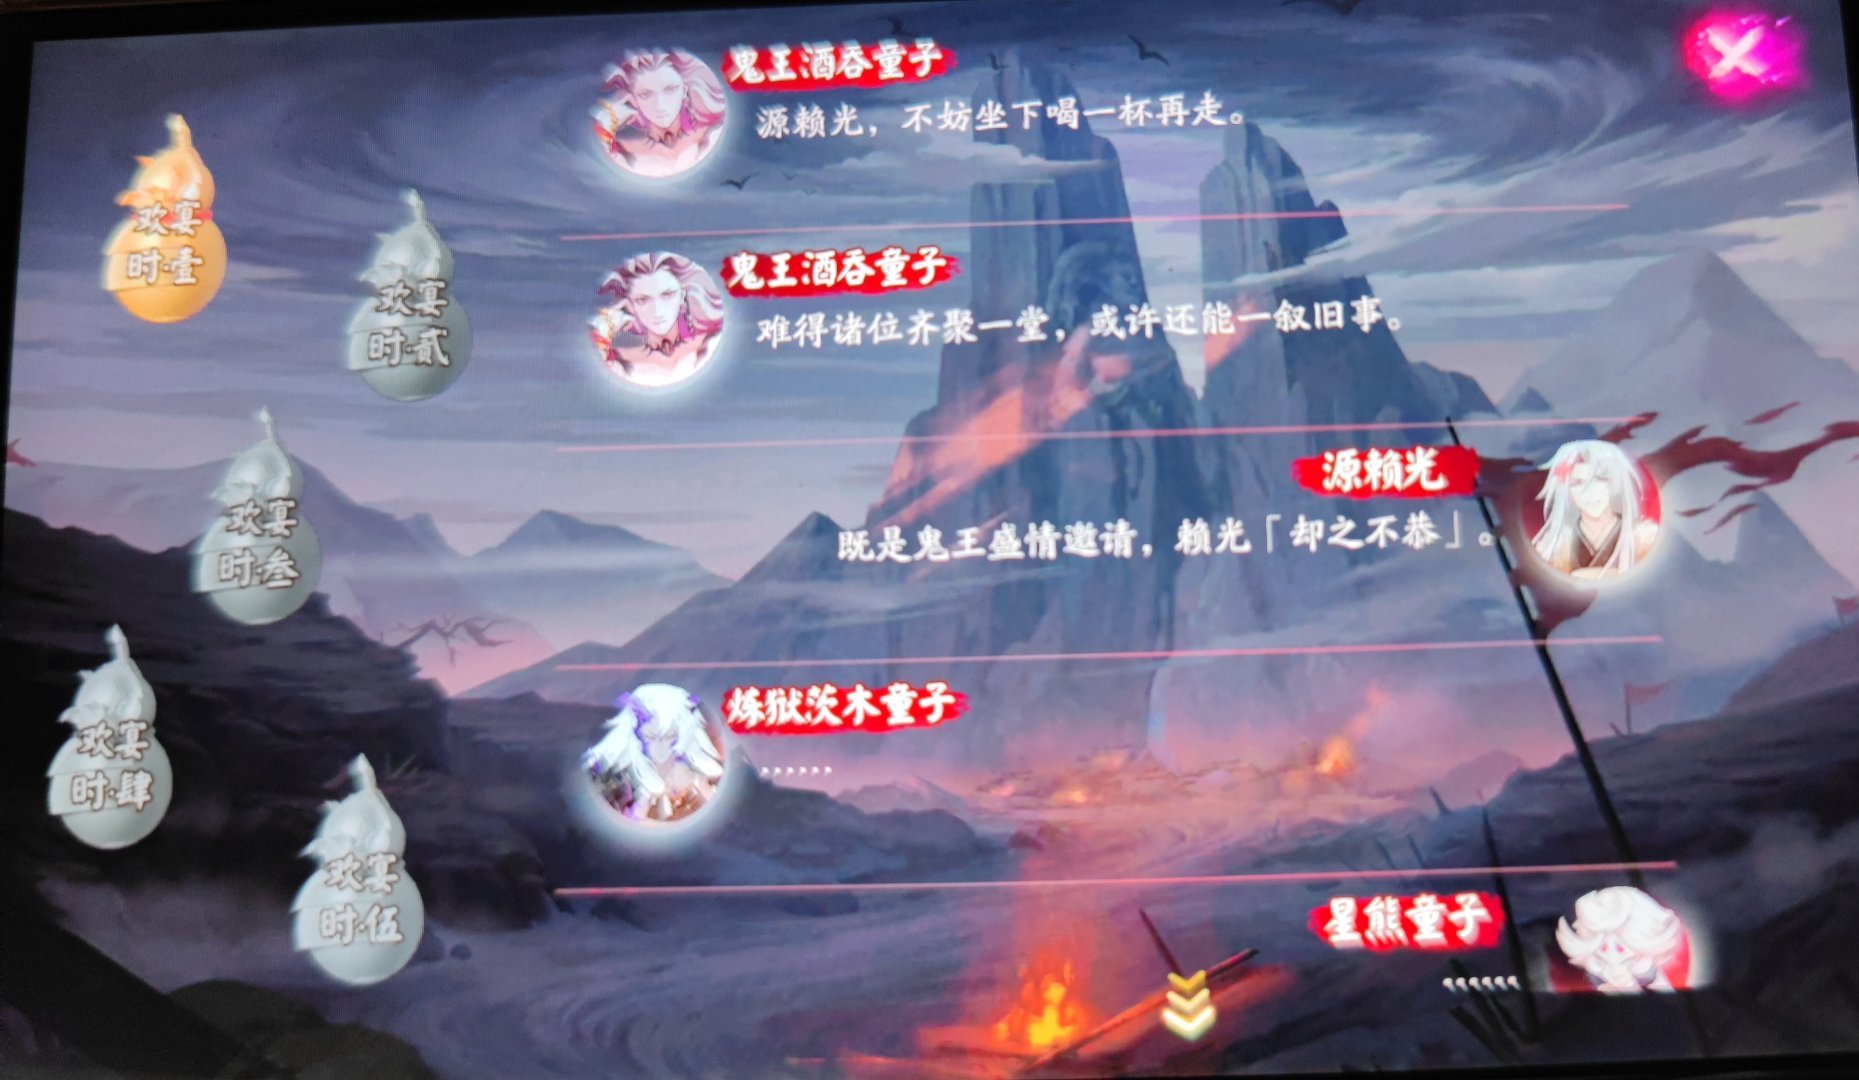 欢宴
时·壹
欢宴
时·贰
欢宴
时·叁
欢宴
时·肆
欢宴
时·伍
鬼王酒吞童子
源赖光，不妨坐下喝一杯再走。
鬼王酒吞童子
难得诸位齐聚一堂，或许还能一叙旧事。
源赖光
既是鬼王盛情邀请，赖光「却之不恭」。
炼狱茨木童子
……
星熊童子
……